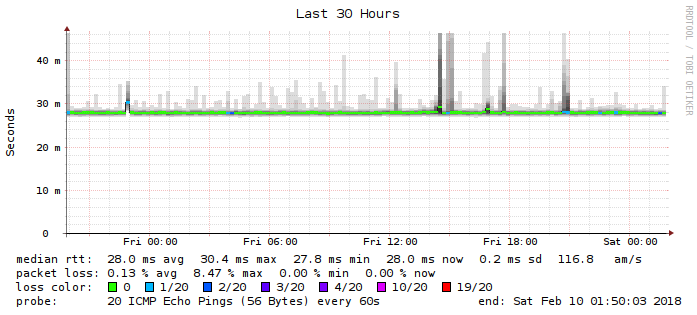 Last 30 Hours
RRDTOOL / TOBI OETIKER
Seconds
40 m
30 m
20 m
10 m
0
Fri 00:00 Fri 06:00 Fri 12:00 Fri 18:00 Sat 00:00
median rtt: 28.0 ms avg 30.4 ms max 27.8 ms min 28.0 ms now 0.2 ms sd 116.8 am/s
packet loss: 0.13 % avg 8.47 % max 0.00 % min 0.00 % now
loss color: 0 1/20 2/20 3/20 4/20 10/20 19/20
probe: 20 ICMP Echo Pings (56 Bytes) every 60s end: Sat Feb 10 01:50:03 2018